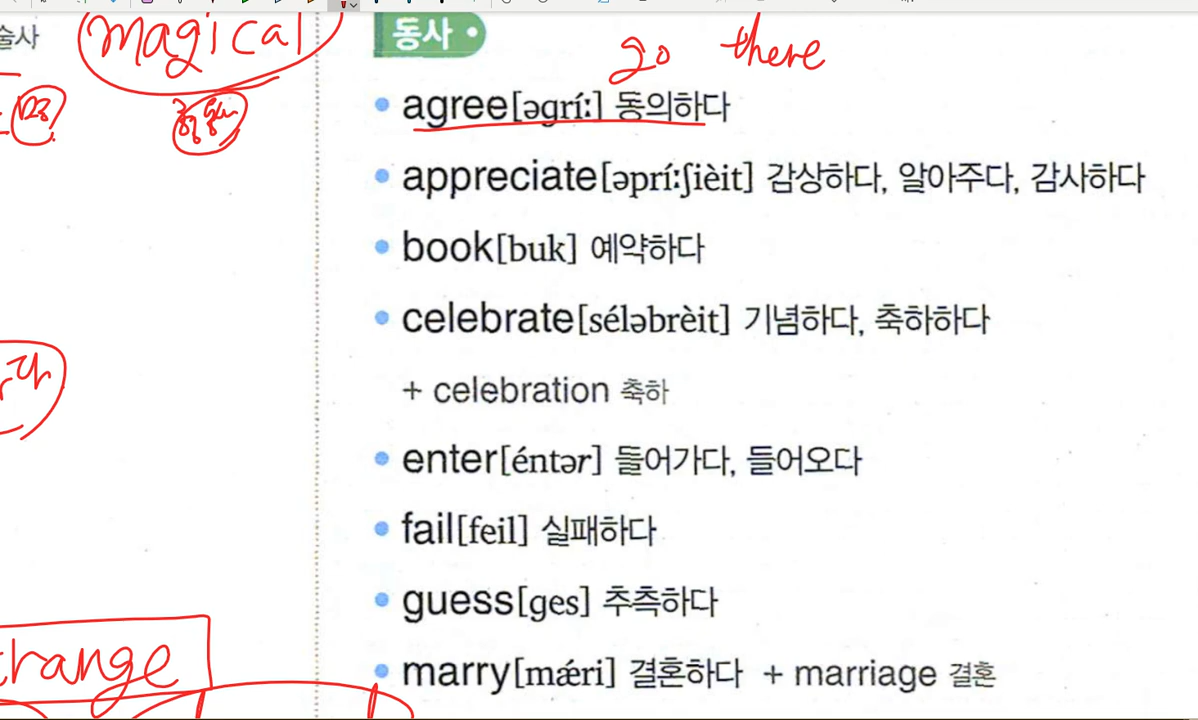 술사 magical
동사
go there
agree[əɡríː] 동의하다
appreciate[əpríːʃièit] 감상하다, 알아주다, 감사하다
book[buk] 예약하다
celebrate[séləbrèit] 기념하다, 축하하다
+ celebration 축하
enter[éntər] 들어가다, 들어오다
fail[feil] 실패하다
guess[ges] 추측하다
trange
marry[mǽri] 결혼하다 + marriage 결혼